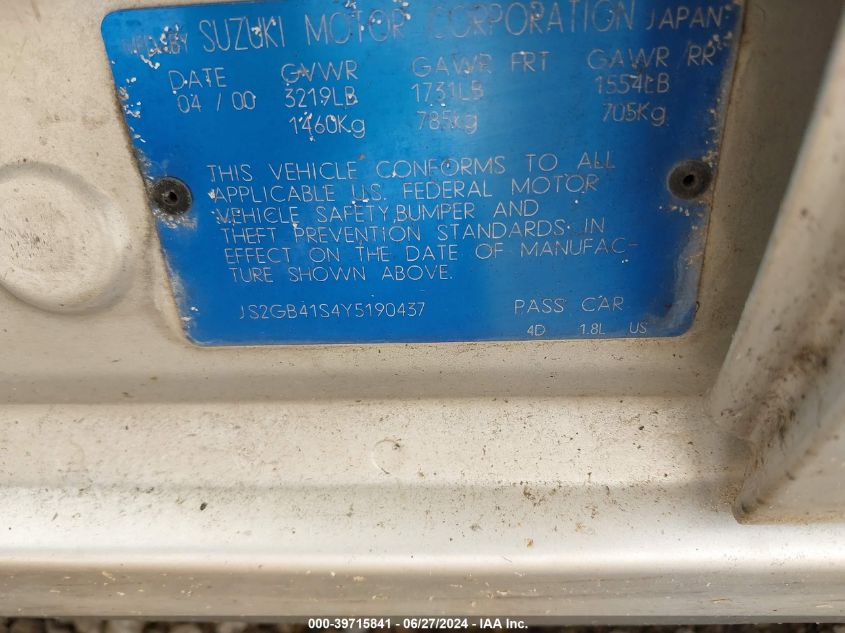 MFD. BY SUZUKI MOTOR CORPORATION JAPAN
DATE GVWR GAWR FRT GAWR RR
04 / 00 3219LB 1731LB 1554LB
1460Kg 785kg 705Kg
THIS VEHICLE CONFORMS TO ALL
APPLICABLE U.S. FEDERAL MOTOR
VEHICLE SAFETY,BUMPER AND
THEFT PREVENTION STANDARDS IN
EFFECT ON THE DATE OF MANUFAC-
TURE SHOWN ABOVE.
JS2GB41S4Y5190437 PASS CAR
4D 1.8L US
000-39715841 / 06/27/2024 - IAA Inc.